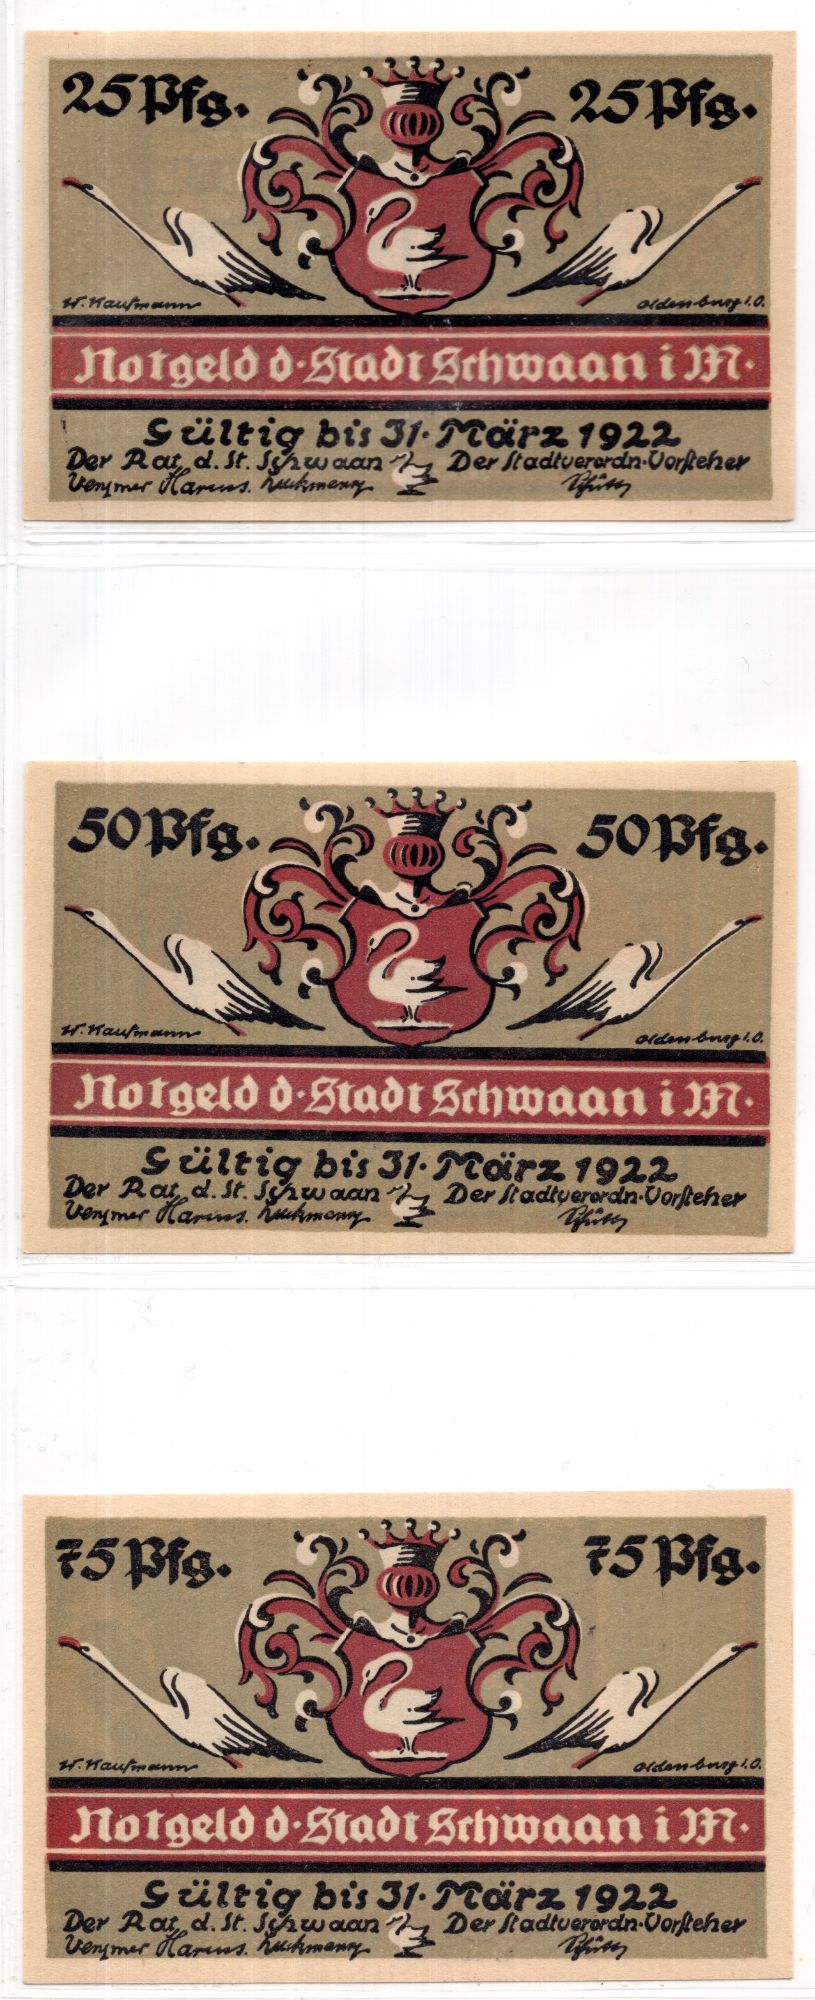 25 Pfg. 25 Pfg.
W. Kaufmann Oldenburg i. O.
Notgeld d. Stadt Schwaan i M.
Gültig bis 31. März 1922
Der Rat d. St. Schwaan Der Stadtverordn. Vorsteher
50 Pfg. 50 Pfg.
W. Kaufmann Oldenburg i. O.
Notgeld d. Stadt Schwaan i M.
Gültig bis 31. März 1922
Der Rat d. St. Schwaan Der Stadtverordn. Vorsteher
75 Pfg. 75 Pfg.
W. Kaufmann Oldenburg i. O.
Notgeld d. Stadt Schwaan i M.
Gültig bis 31. März 1922
Der Rat d. St. Schwaan Der Stadtverordn. Vorsteher